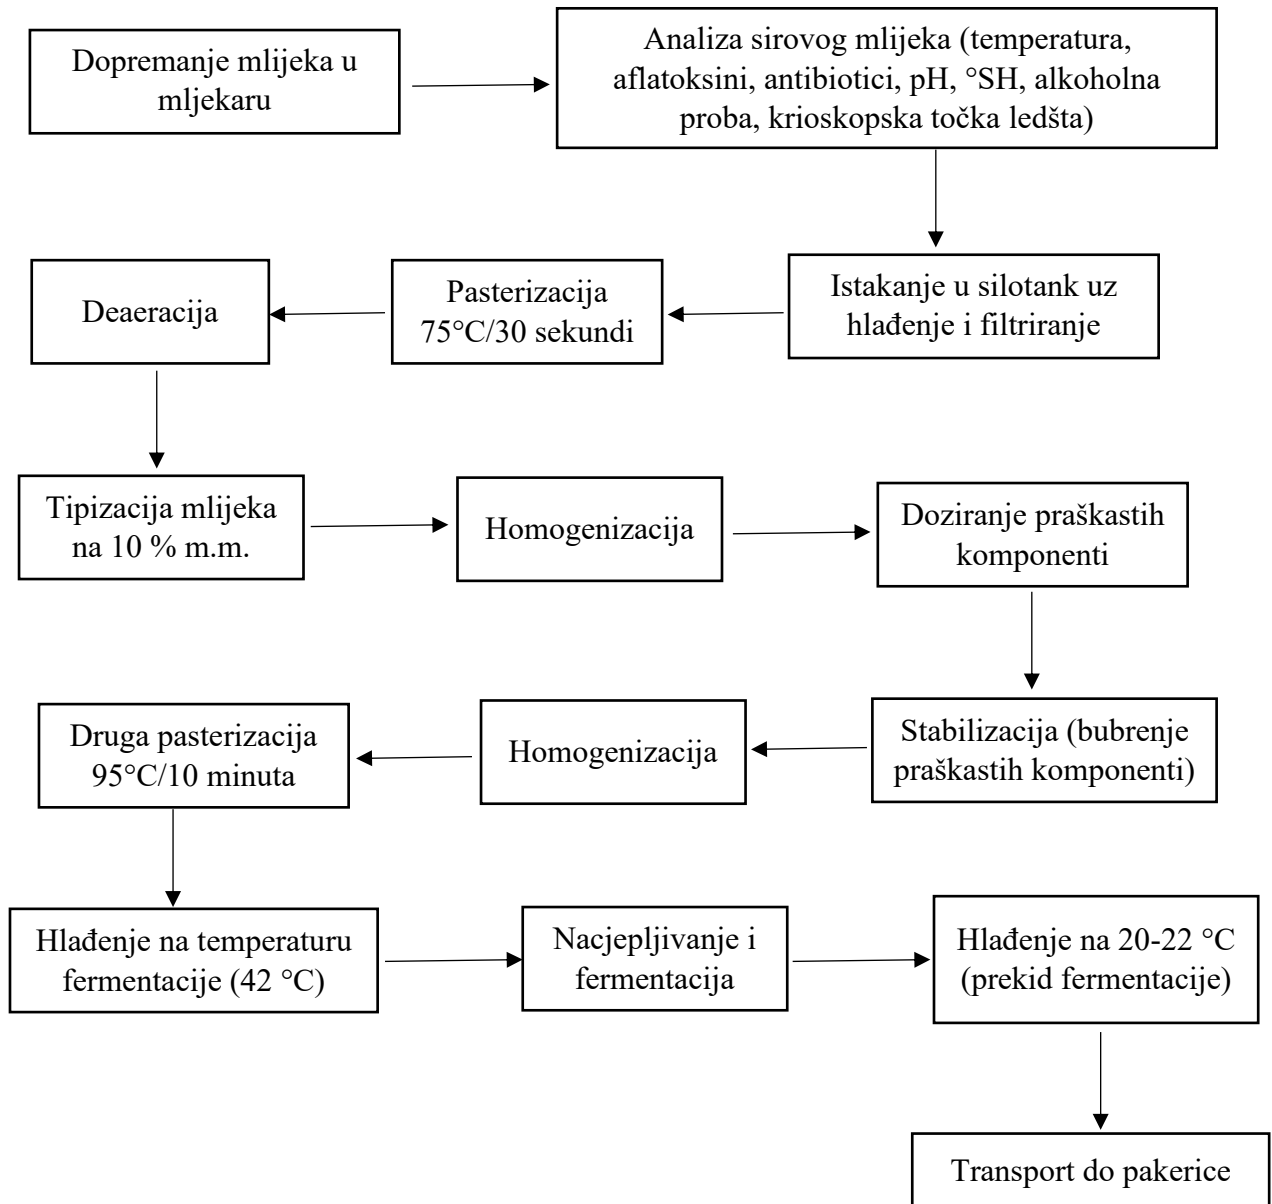 Dopremanje mlijeka u
mljekaru
Analiza sirovog mlijeka (temperatura,
aflatoksini, antibiotici, pH, °SH, alkoholna
proba, krioskopska točka ledšta)
Istakanje u silotank uz
hlađenje i filtriranje
Pasterizacija
75°C/30 sekundi
Deaeracija
Tipizacija mlijeka
na 10 % m.m.
Homogenizacija
Doziranje praškastih
komponenti
Stabilizacija (bubrenje
praškastih komponenti)
Homogenizacija
Druga pasterizacija
95°C/10 minuta
Hlađenje na temperaturu
fermentacije (42 °C)
Nacjepljivanje i
fermentacija
Hlađenje na 20-22 °C
(prekid fermentacije)
Transport do pakerice